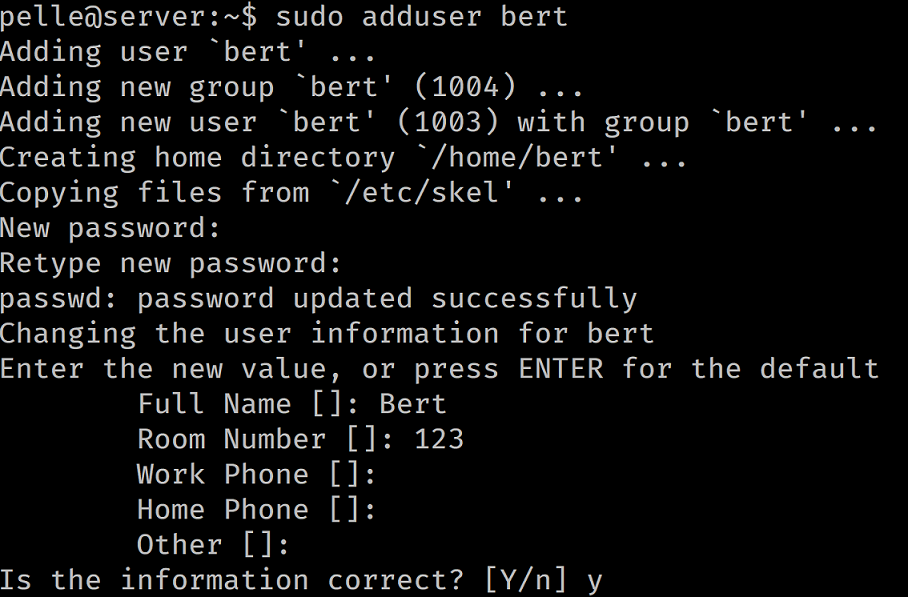 pelle@server:~$ sudo adduser bert
Adding user `bert' ...
Adding new group `bert' (1004) ...
Adding new user `bert' (1003) with group `bert' ...
Creating home directory `/home/bert' ...
Copying files from `/etc/skel' ...
New password:
Retype new password:
passwd: password updated successfully
Changing the user information for bert
Enter the new value, or press ENTER for the default
        Full Name []: Bert
        Room Number []: 123
        Work Phone []:
        Home Phone []:
        Other []:
Is the information correct? [Y/n] y